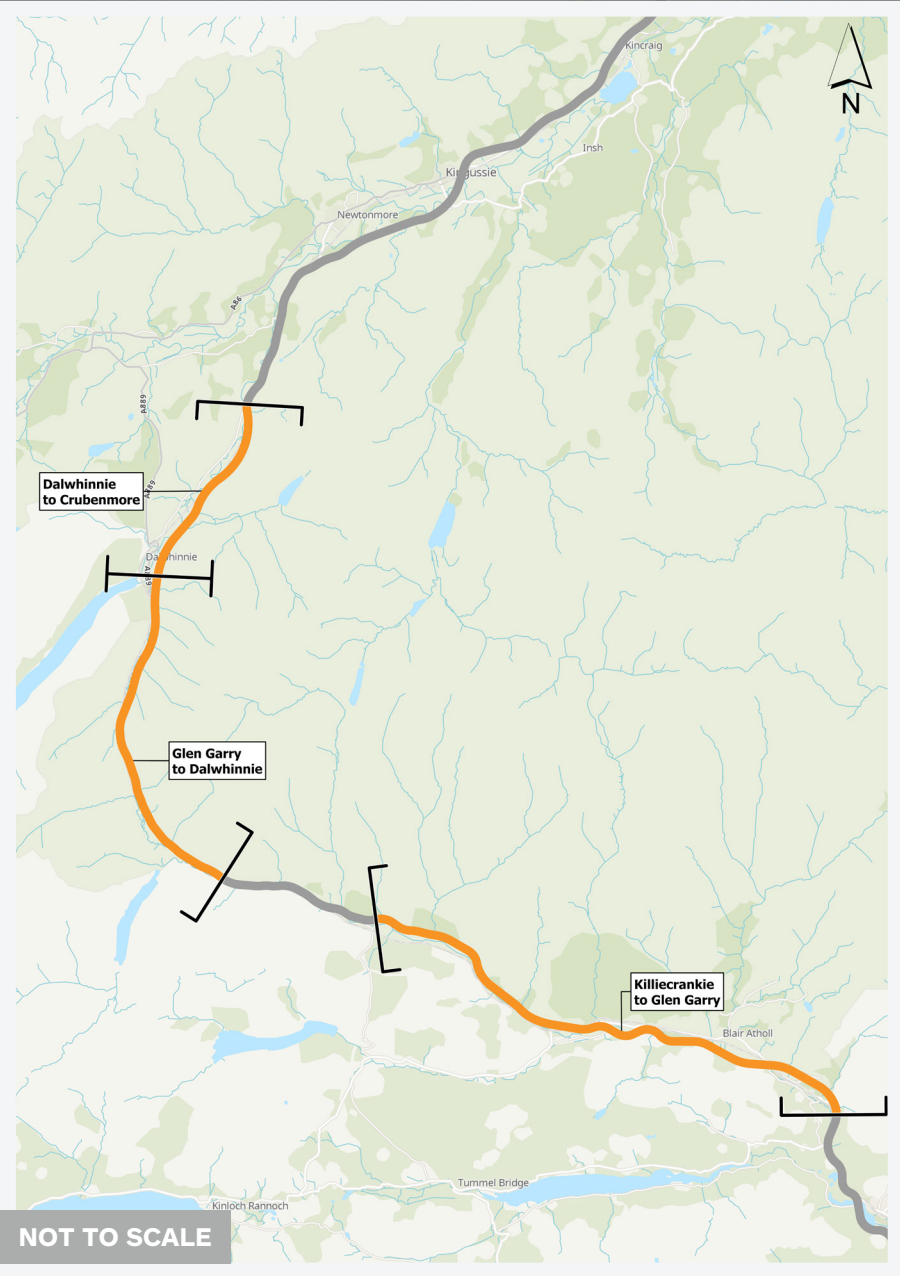 Kincraig
N
Insh
Kingussie
Newtonmore
A86
A889
Dalwhinnie
to Crubenmore
A889
Dalwhinnie
A889
Glen Garry
to Dalwhinnie
Killiecrankie
to Glen Garry
Blair Atholl
Tummel Bridge
Kinloch Rannoch
NOT TO SCALE